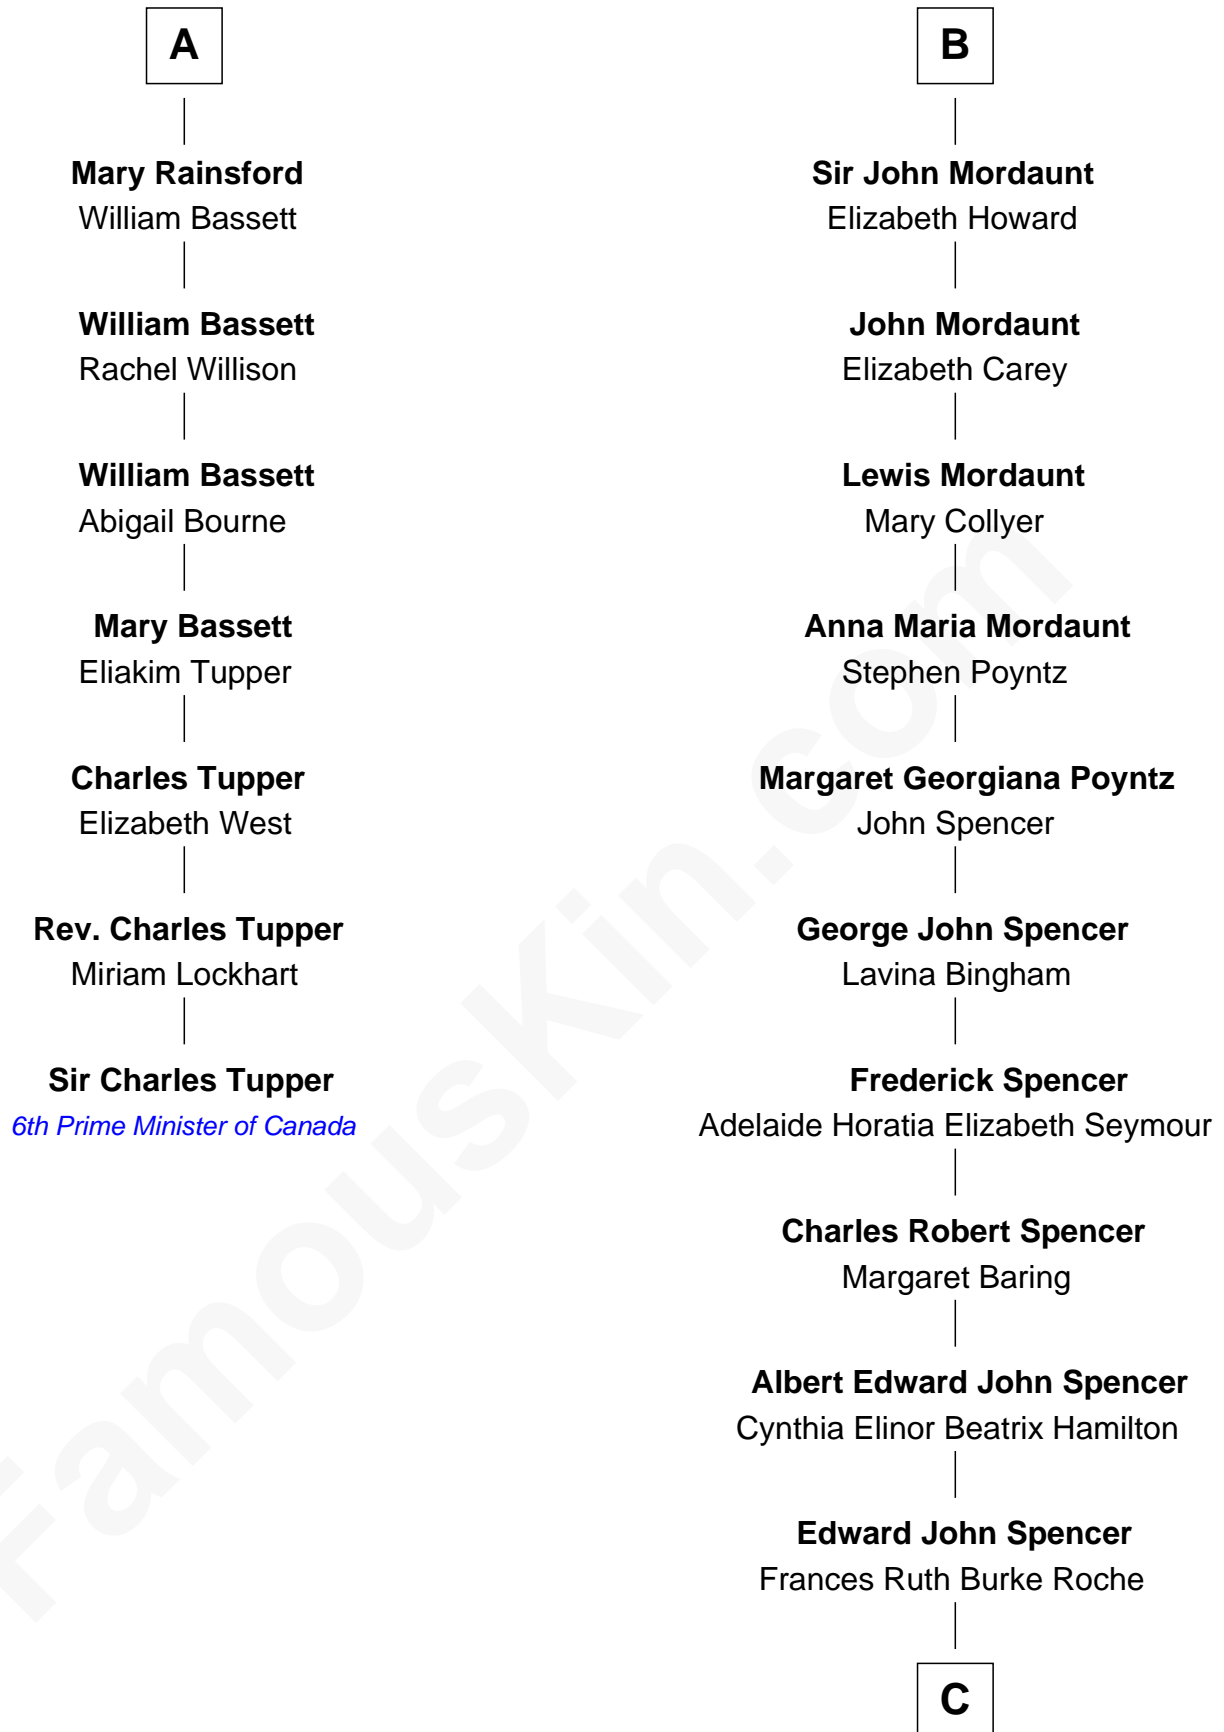 A
Mary Rainsford
William Bassett
William Bassett
Rachel Willison
William Bassett
Abigail Bourne
Mary Bassett
Eliakim Tupper
Charles Tupper
Elizabeth West
Rev. Charles Tupper
Miriam Lockhart
Sir Charles Tupper
6th Prime Minister of Canada
B
Sir John Mordaunt
Elizabeth Howard
John Mordaunt
Elizabeth Carey
Lewis Mordaunt
Mary Collyer
Anna Maria Mordaunt
Stephen Poyntz
Margaret Georgiana Poyntz
John Spencer
George John Spencer
Lavina Bingham
Frederick Spencer
Adelaide Horatia Elizabeth Seymour
Charles Robert Spencer
Margaret Baring
Albert Edward John Spencer
Cynthia Elinor Beatrix Hamilton
Edward John Spencer
Frances Ruth Burke Roche
C
FamousKin.com